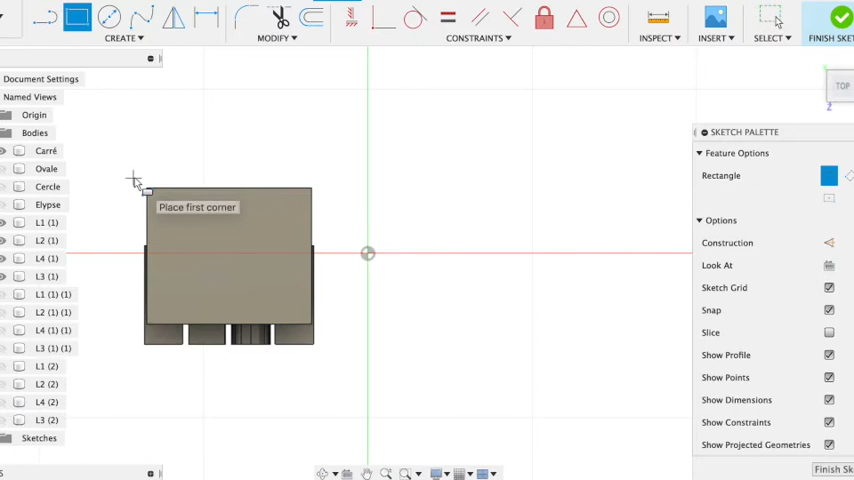 CREATE ▾
MODIFY ▾
CONSTRAINTS ▾
INSPECT ▾
INSERT ▾
SELECT ▾
FINISH SKET
Document Settings
Named Views
Origin
Bodies
Carré
Ovale
Cercle
Elypse
L1 (1)
L2 (1)
L4 (1)
L3 (1)
L1 (1) (1)
L2 (1) (1)
L4 (1) (1)
L3 (1) (1)
L1 (2)
L2 (2)
L4 (2)
L3 (2)
Sketches
S
Place first corner
TOP
Z
SKETCH PALETTE
Feature Options
Rectangle
Options
Construction
Look At
Sketch Grid
Snap
Slice
Show Profile
Show Points
Show Dimensions
Show Constraints
Show Projected Geometries
Finish Sk